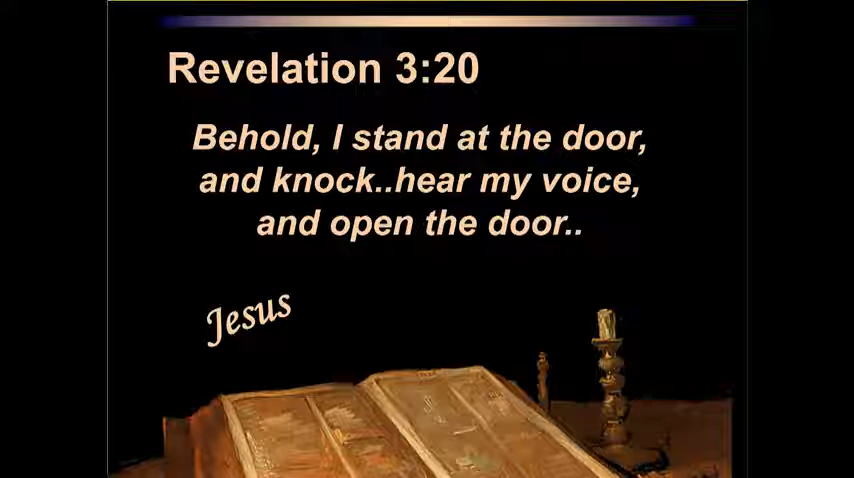 Revelation 3:20
Behold, I stand at the door,
and knock..hear my voice,
and open the door..
Jesus